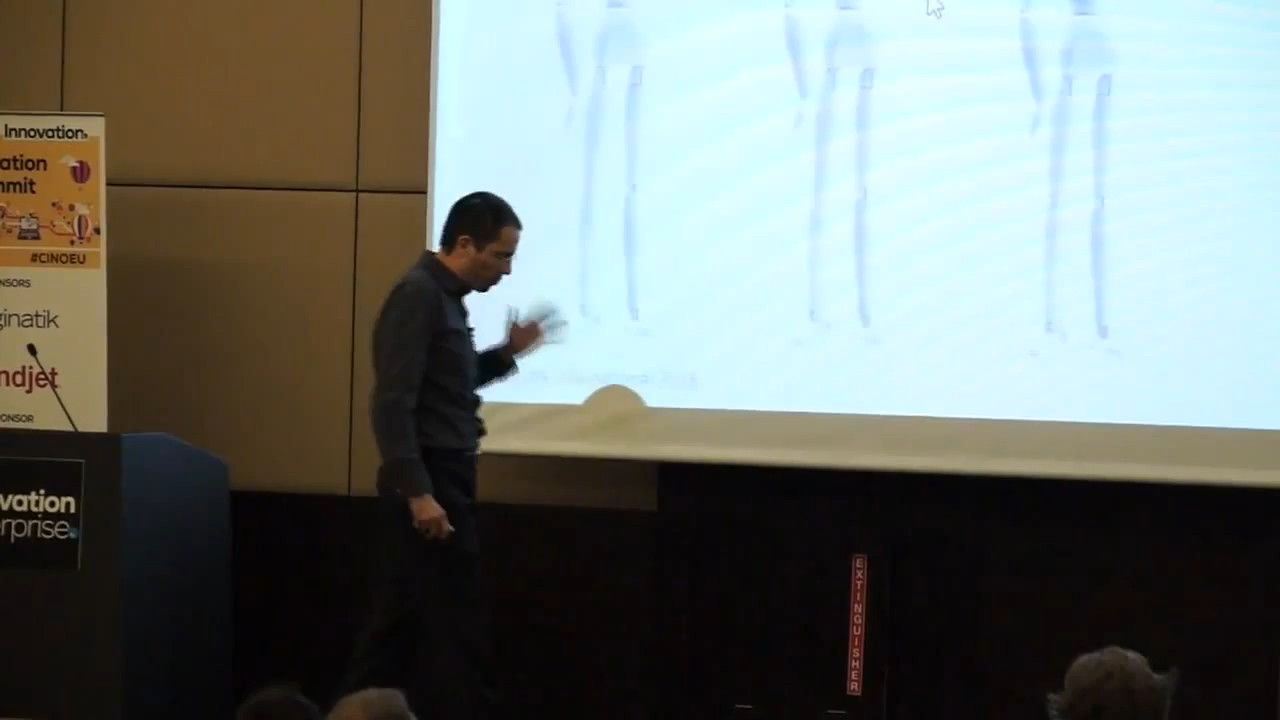 Innovation.
ation
mmit
#CINOEU
NSORS
ginatik
ndjet
ONSOR
vation
rprise.
EXTINGUISHER